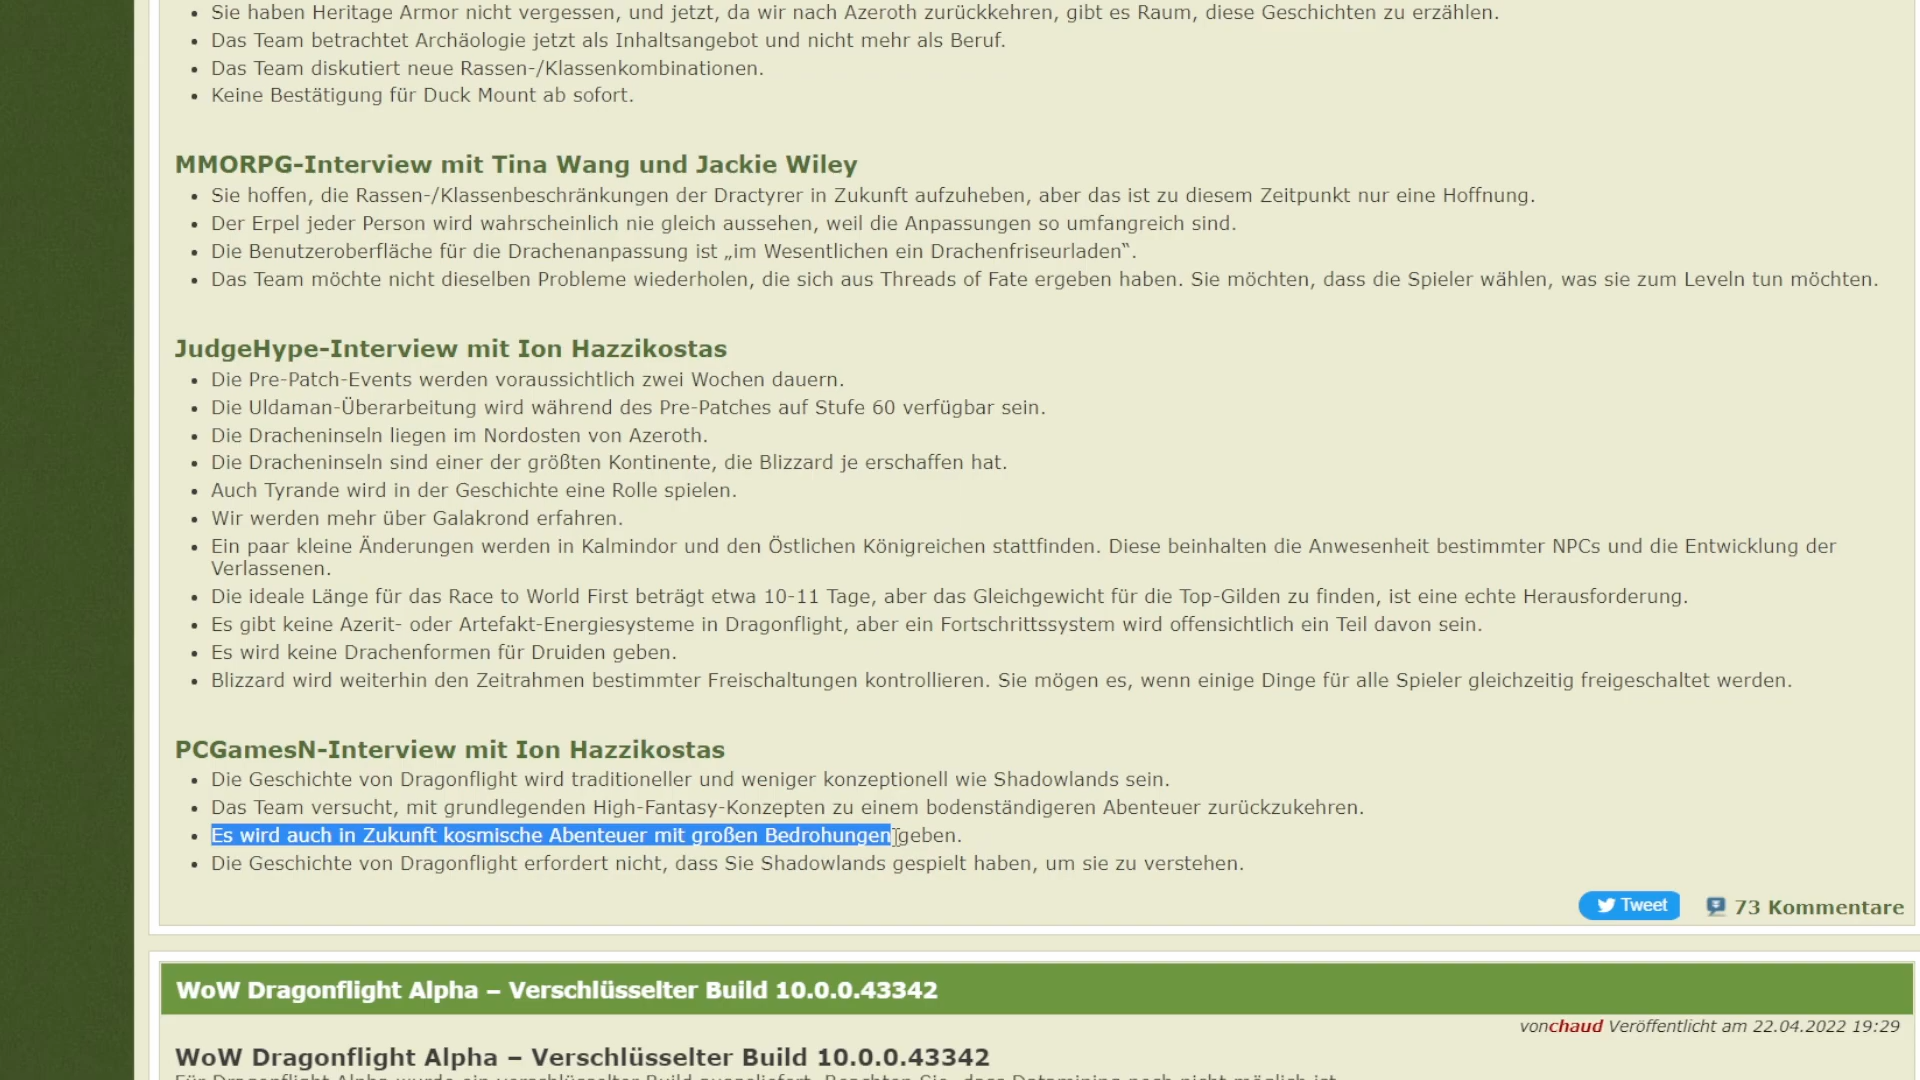 Sie haben Heritage Armor nicht vergessen, und jetzt, da wir nach Azeroth zurückkehren, gibt es Raum, diese Geschichten zu erzählen.
Das Team betrachtet Archäologie jetzt als Inhaltsangebot und nicht mehr als Beruf.
Das Team diskutiert neue Rassen-/Klassenkombinationen.
Keine Bestätigung für Duck Mount ab sofort.
MMORPG-Interview mit Tina Wang und Jackie Wiley
Sie hoffen, die Rassen-/Klassenbeschränkungen der Dractyrer in Zukunft aufzuheben, aber das ist zu diesem Zeitpunkt nur eine Hoffnung.
Der Erpel jeder Person wird wahrscheinlich nie gleich aussehen, weil die Anpassungen so umfangreich sind.
Die Benutzeroberfläche für die Drachenanpassung ist „im Wesentlichen ein Drachenfriseurladen“.
Das Team möchte nicht dieselben Probleme wiederholen, die sich aus Threads of Fate ergeben haben. Sie möchten, dass die Spieler wählen, was sie zum Leveln tun möchten.
JudgeHype-Interview mit Ion Hazzikostas
Die Pre-Patch-Events werden voraussichtlich zwei Wochen dauern.
Die Uldaman-Überarbeitung wird während des Pre-Patches auf Stufe 60 verfügbar sein.
Die Dracheninseln liegen im Nordosten von Azeroth.
Die Dracheninseln sind einer der größten Kontinente, die Blizzard je erschaffen hat.
Auch Tyrande wird in der Geschichte eine Rolle spielen.
Wir werden mehr über Galakrond erfahren.
Ein paar kleine Änderungen werden in Kalmindor und den Östlichen Königreichen stattfinden. Diese beinhalten die Anwesenheit bestimmter NPCs und die Entwicklung der
Verlassenen.
Die ideale Länge für das Race to World First beträgt etwa 10-11 Tage, aber das Gleichgewicht für die Top-Gilden zu finden, ist eine echte Herausforderung.
Es gibt keine Azerit- oder Artefakt-Energiesysteme in Dragonflight, aber ein Fortschrittssystem wird offensichtlich ein Teil davon sein.
Es wird keine Drachenformen für Druiden geben.
Blizzard wird weiterhin den Zeitrahmen bestimmter Freischaltungen kontrollieren. Sie mögen es, wenn einige Dinge für alle Spieler gleichzeitig freigeschaltet werden.
PCGamesN-Interview mit Ion Hazzikostas
Die Geschichte von Dragonflight wird traditioneller und weniger konzeptionell wie Shadowlands sein.
Das Team versucht, mit grundlegenden High-Fantasy-Konzepten zu einem bodenständigeren Abenteuer zurückzukehren.
Es wird auch in Zukunft kosmische Abenteuer mit großen Bedrohungen geben.
Die Geschichte von Dragonflight erfordert nicht, dass Sie Shadowlands gespielt haben, um sie zu verstehen.
Tweet
73 Kommentare
WoW Dragonflight Alpha – Verschlüsselter Build 10.0.0.43342
vonchaud Veröffentlicht am 22.04.2022 19:29
WoW Dragonflight Alpha – Verschlüsselter Build 10.0.0.43342
Für Dragonflight Alpha wurde ein verschlüsselter Build ausgeliefert. Beachten Sie, dass Datamining noch nicht möglich ist.